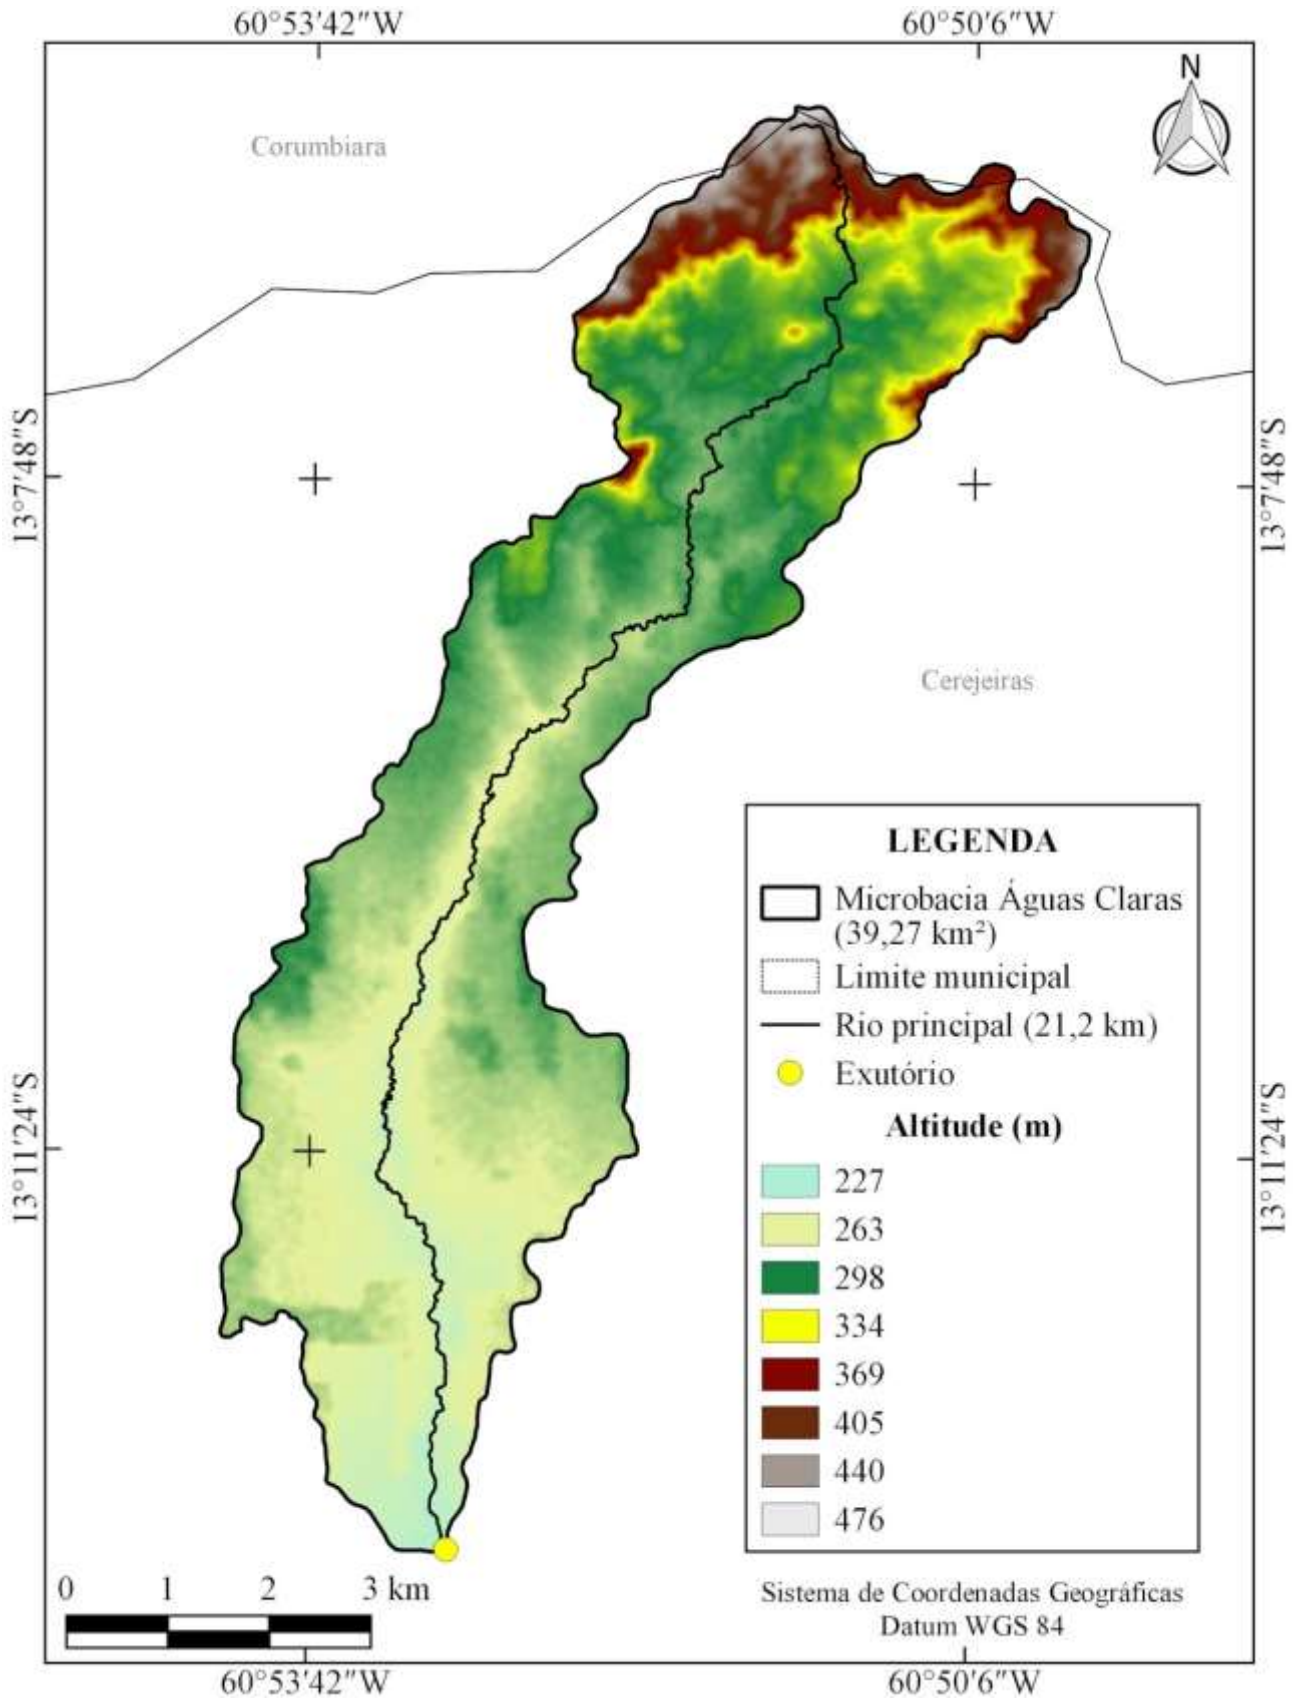 60°53'42"W
60°50'6"W
N
Corumbiara
13°7'48"S
13°7'48"S
Cerejeiras
LEGENDA
Microbacia Águas Claras
(39,27 km²)
Limite municipal
Rio principal (21,2 km)
Exutório
Altitude (m)
227
263
298
334
369
405
440
476
13°11'24"S
13°11'24"S
0 1 2 3 km
Sistema de Coordenadas Geográficas
Datum WGS 84
60°53'42"W
60°50'6"W